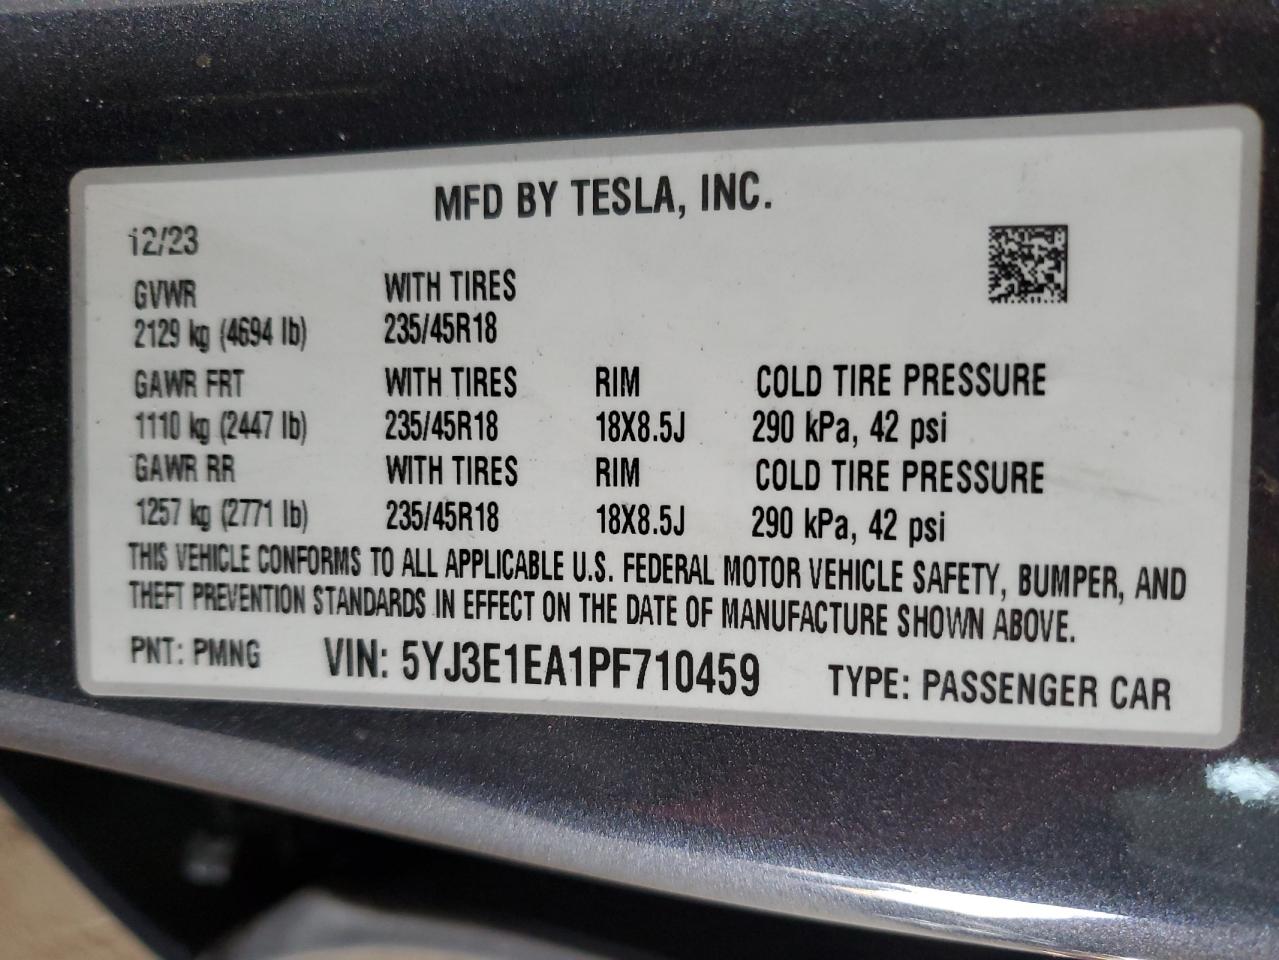 MFD BY TESLA, INC.
12/23
GVWR WITH TIRES
2129 kg (4694 lb) 235/45R18
GAWR FRT WITH TIRES RIM COLD TIRE PRESSURE
1110 kg (2447 lb) 235/45R18 18X8.5J 290 kPa, 42 psi
GAWR RR WITH TIRES RIM COLD TIRE PRESSURE
1257 kg (2771 lb) 235/45R18 18X8.5J 290 kPa, 42 psi
THIS VEHICLE CONFORMS TO ALL APPLICABLE U.S. FEDERAL MOTOR VEHICLE SAFETY, BUMPER, AND
THEFT PREVENTION STANDARDS IN EFFECT ON THE DATE OF MANUFACTURE SHOWN ABOVE.
PNT: PMNG VIN: 5YJ3E1EA1PF710459 TYPE: PASSENGER CAR